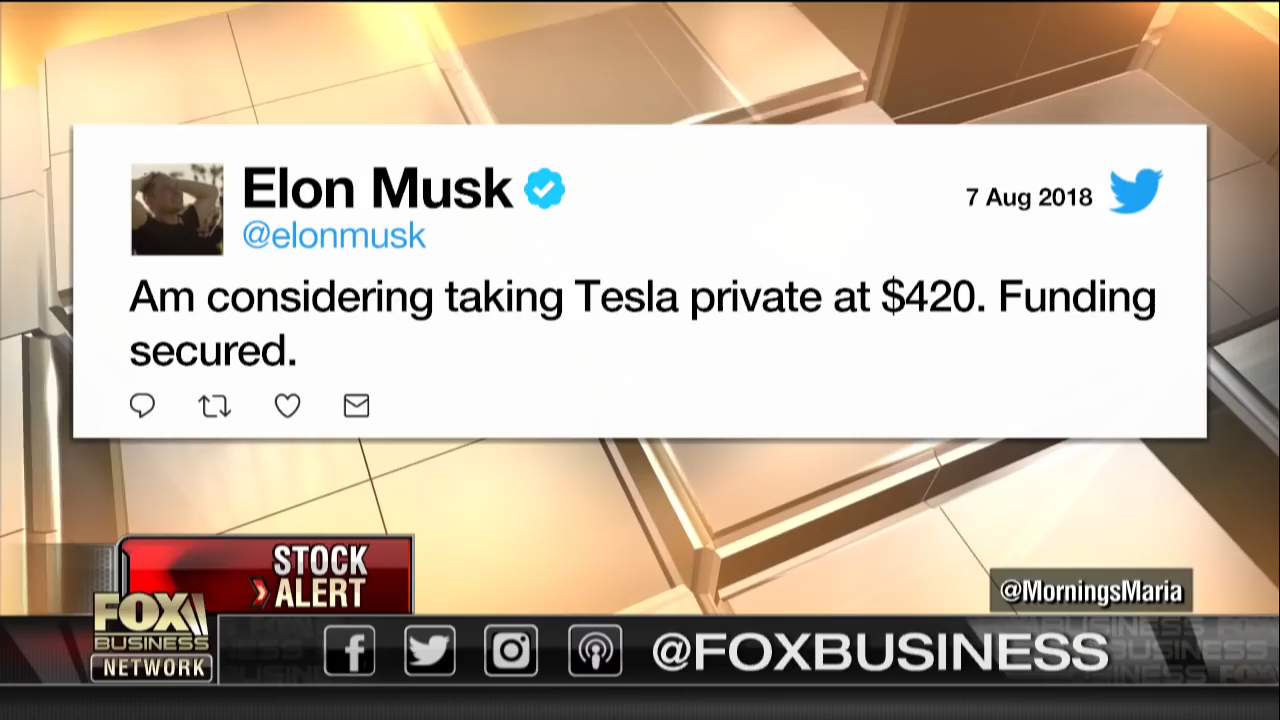 Elon Musk
@elonmusk
7 Aug 2018
Am considering taking Tesla private at $420. Funding
secured.
STOCK
ALERT
@MorningsMaria
FOX
BUSINESS
NETWORK
@FOXBUSINESS